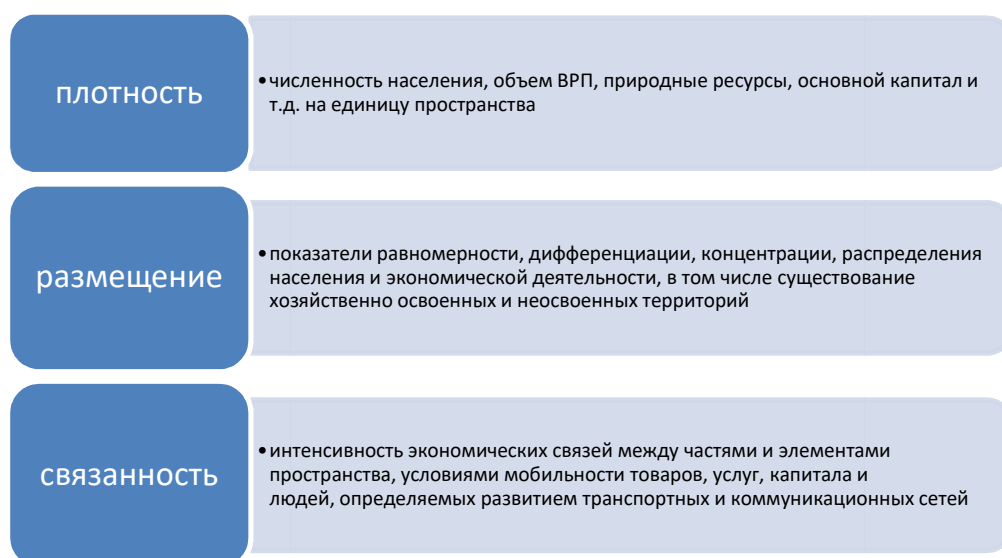 плотность
•численность населения, объем ВРП, природные ресурсы, основной капитал и
т.д. на единицу пространства
размещение
•показатели равномерности, дифференциации, концентрации, распределения
населения и экономической деятельности, в том числе существование
хозяйственно освоенных и неосвоенных территорий
связанность
•интенсивность экономических связей между частями и элементами
пространства, условиями мобильности товаров, услуг, капитала и
людей, определяемых развитием транспортных и коммуникационных сетей